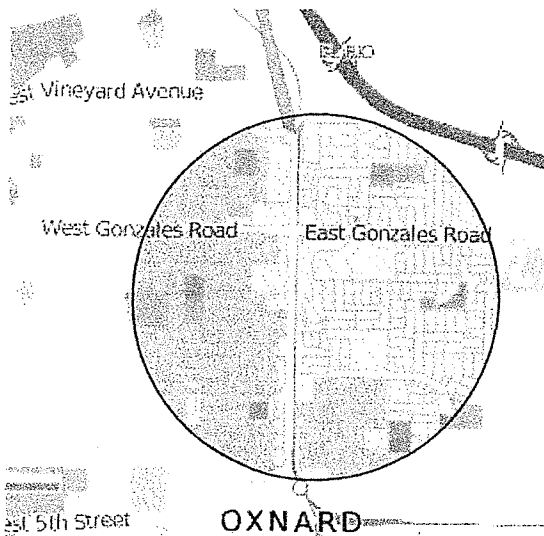 Vineyard Avenue
West Gonzales Road
East Gonzales Road
5th Street
OXNARD